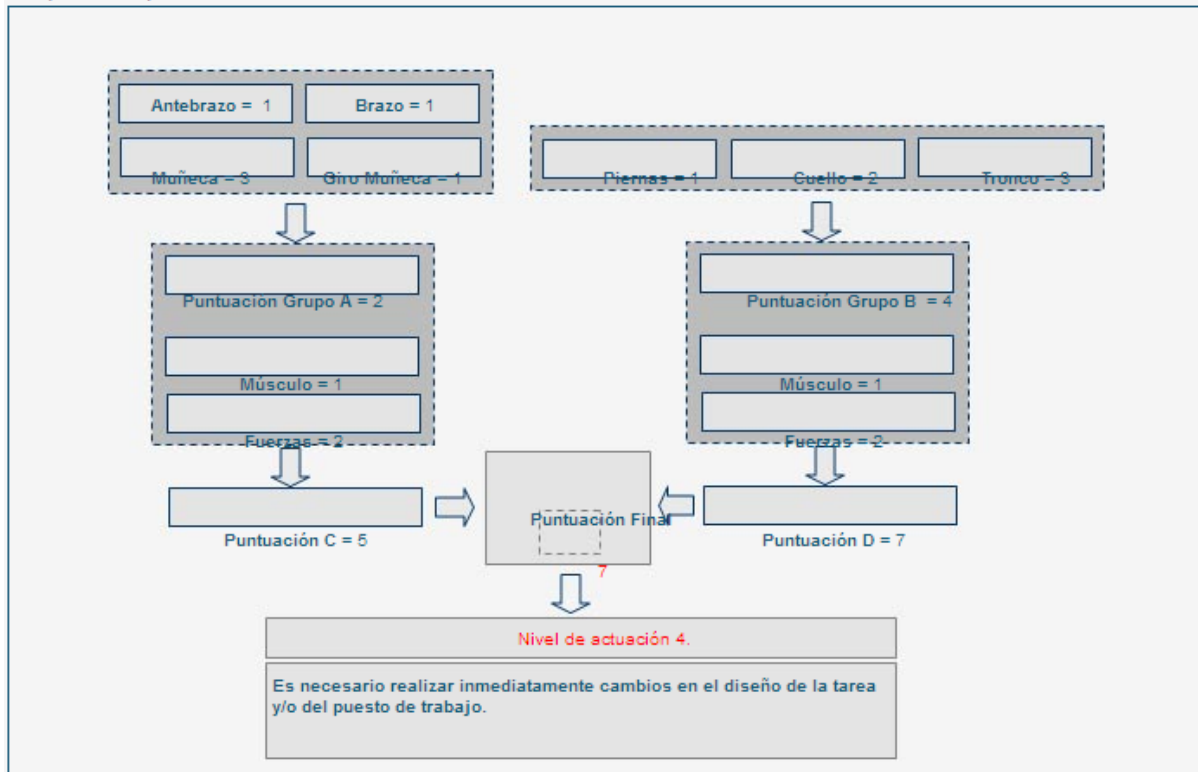 Antebrazo = 1
Brazo = 1
Muñeca = 3
Giro Muñeca = 1
Piernas = 1
Cuello = 2
Tronco = 3
Puntuación Grupo A = 2
Puntuación Grupo B = 4
Músculo = 1
Músculo = 1
Fuerzas = 2
Fuerzas = 2
Puntuación Final
Puntuación C = 5
Puntuación D = 7
7
Nivel de actuación 4.
Es necesario realizar inmediatamente cambios en el diseño de la tarea
y/o del puesto de trabajo.